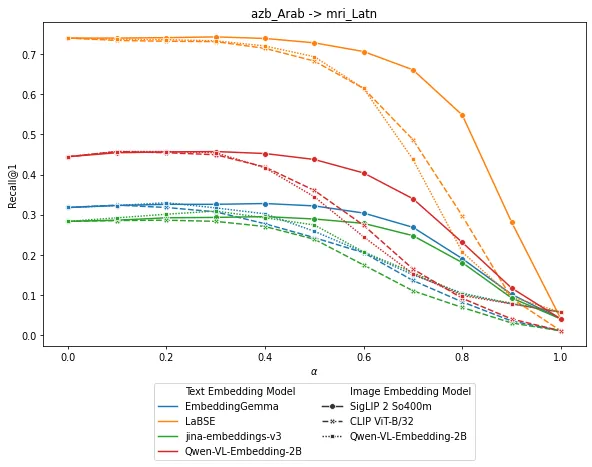 azb_Arab -> mri_Latn
Recall@1
0.7
0.6
0.5
0.4
0.3
0.2
0.1
0.0
0.0 0.2 0.4 0.6 0.8 1.0
α
Text Embedding Model
EmbeddingGemma
LaBSE
jina-embeddings-v3
Qwen-VL-Embedding-2B
Image Embedding Model
SigLIP 2 So400m
CLIP ViT-B/32
Qwen-VL-Embedding-2B